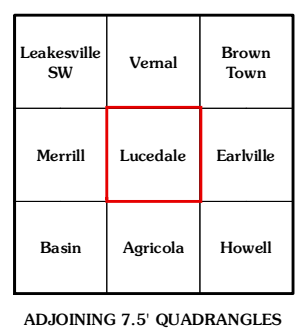 Leakesville
SW
Vernal
Brown
Town
Merrill
Lucedale
Earlville
Basin
Agricola
Howell
ADJOINING 7.5' QUADRANGLES